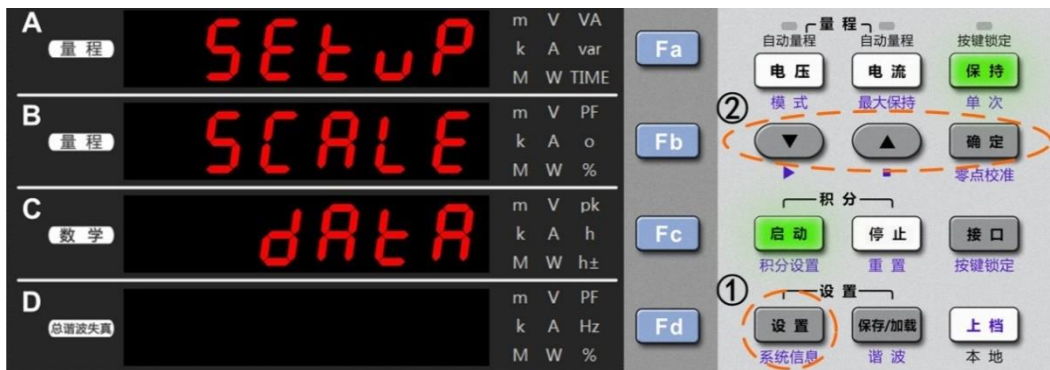 A
量 程
SEtuP
m V VA
k A var
M W TIME
B
量 程
SCALE
m V PF
k A o
M W %
C
数 学
dAtA
m V pk
k A h
M W h±
D
总谐波失真
m V PF
k A Hz
M W %
Fa
Fb
Fc
Fd
量 程
自动量程 自动量程 按键锁定
电 压 电 流 保 持
模 式 最大保持 单 次
②
▼ ▲ 确 定
▶ ■ 零点校准
积 分
启 动 停 止 接 口
积分设置 重 置 按键锁定
①
设 置
设 置 保存/加载 上 档
系统信息 谐 波 本 地